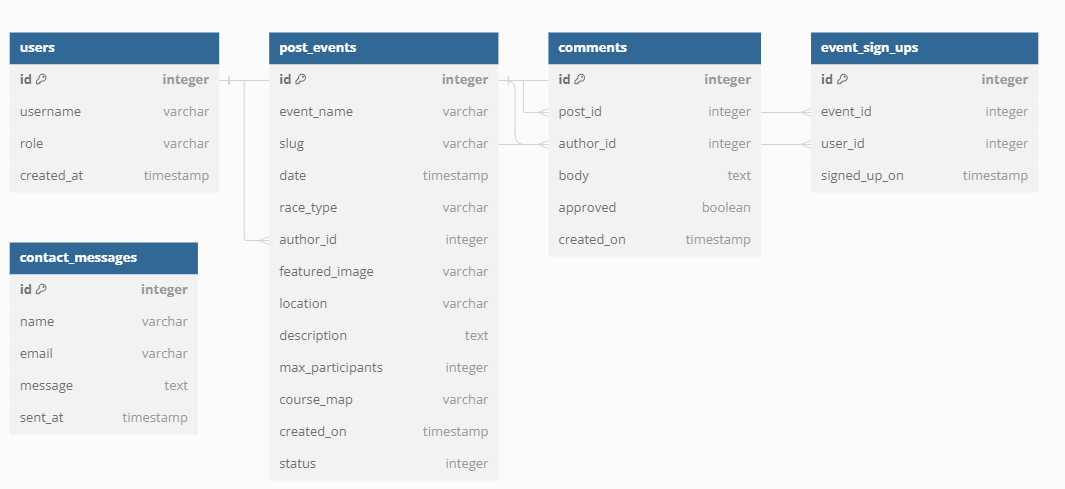 users
id integer
username varchar
role varchar
created_at timestamp
contact_messages
id integer
name varchar
email varchar
message text
sent_at timestamp
post_events
id integer
event_name varchar
slug varchar
date timestamp
race_type varchar
author_id integer
featured_image varchar
location varchar
description text
max_participants integer
course_map varchar
created_on timestamp
status integer
comments
id integer
post_id integer
author_id integer
body text
approved boolean
created_on timestamp
event_sign_ups
id integer
event_id integer
user_id integer
signed_up_on timestamp